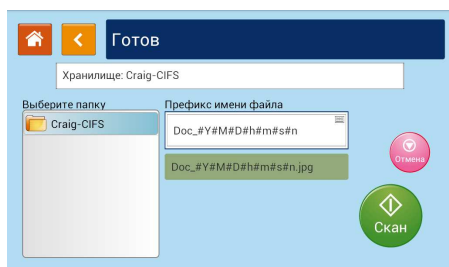 Готов
Хранилище: Craig-CIFS
Выберите папку
Префикс имени файла
Craig-CIFS
Doc_#Y#M#D#h#m#s#n
Doc_#Y#M#D#h#m#s#n.jpg
Отмена
Скан